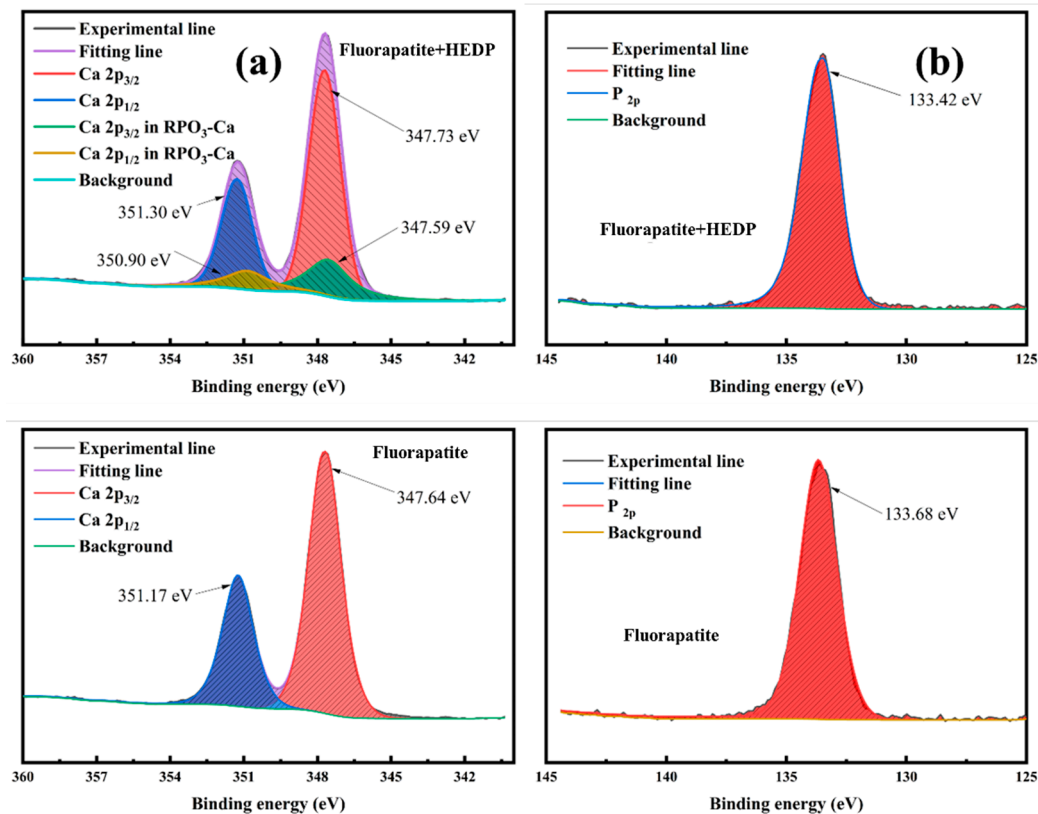 Experimental line
Fitting line
Ca 2p3/2
Ca 2p1/2
Ca 2p3/2 in RPO3-Ca
Ca 2p1/2 in RPO3-Ca
Background
(a)
Fluorapatite+HEDP
347.73 eV
351.30 eV
347.59 eV
350.90 eV
360 357 354 351 348 345 342
Binding energy (eV)
Experimental line
Fitting line
P 2p
Background
(b)
133.42 eV
Fluorapatite+HEDP
145 140 135 130 125
Binding energy (eV)
Experimental line
Fitting line
Ca 2p3/2
Ca 2p1/2
Background
Fluorapatite
347.64 eV
351.17 eV
360 357 354 351 348 345 342
Binding energy (eV)
Experimental line
Fitting line
P 2p
Background
133.68 eV
Fluorapatite
145 140 135 130 125
Binding energy (eV)